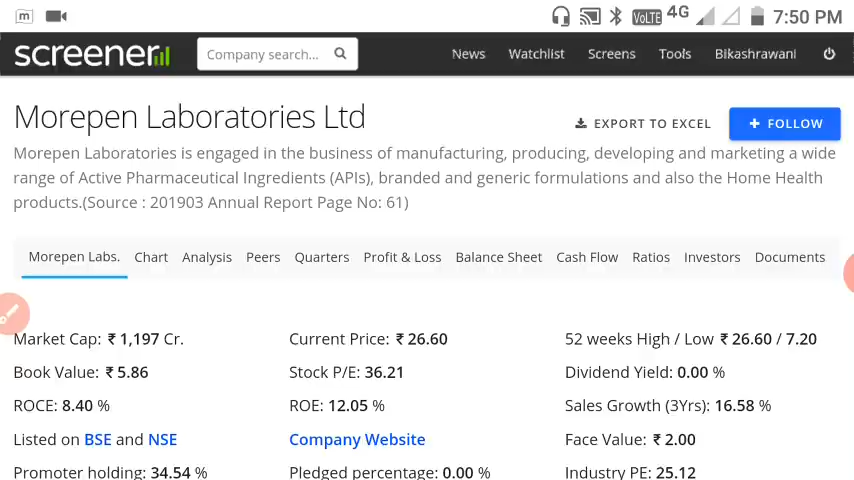 m VoLTE 4G 7:50 PM
screener Company search... News Watchlist Screens Tools Bikashrawani
Morepen Laboratories Ltd EXPORT TO EXCEL + FOLLOW
Morepen Laboratories is engaged in the business of manufacturing, producing, developing and marketing a wide
range of Active Pharmaceutical Ingredients (APIs), branded and generic formulations and also the Home Health
products.(Source : 201903 Annual Report Page No: 61)
Morepen Labs. Chart Analysis Peers Quarters Profit & Loss Balance Sheet Cash Flow Ratios Investors Documents
Market Cap: ₹ 1,197 Cr. Current Price: ₹ 26.60 52 weeks High / Low ₹ 26.60 / 7.20
Book Value: ₹ 5.86 Stock P/E: 36.21 Dividend Yield: 0.00 %
ROCE: 8.40 % ROE: 12.05 % Sales Growth (3Yrs): 16.58 %
Listed on BSE and NSE Company Website Face Value: ₹ 2.00
Promoter holding: 34.54 % Pledged percentage: 0.00 % Industry PE: 25.12